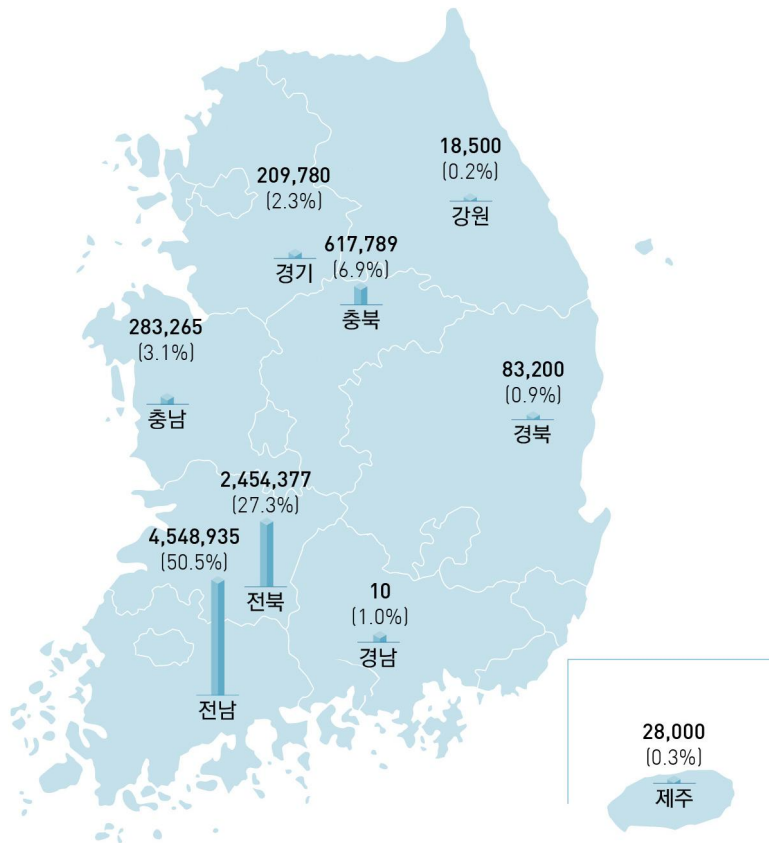 18,500
(0.2%)
강원
209,780
(2.3%)
경기
617,789
(6.9%)
충북
283,265
(3.1%)
충남
83,200
(0.9%)
경북
2,454,377
(27.3%)
전북
4,548,935
(50.5%)
전남
10
(1.0%)
경남
28,000
(0.3%)
제주